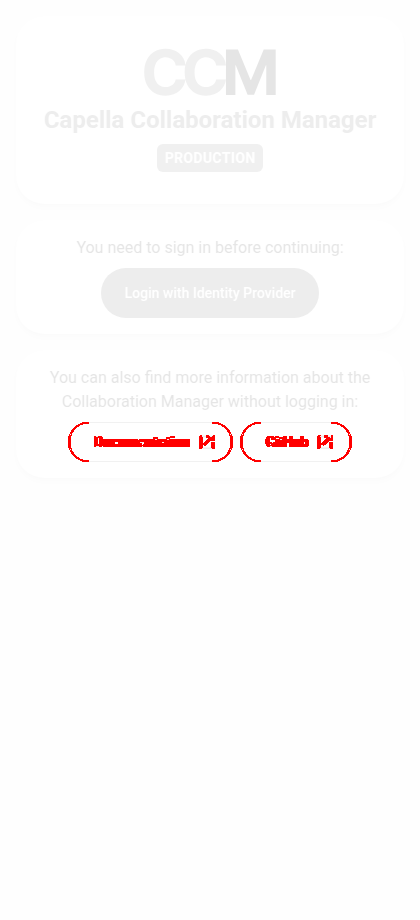 CCM
Capella Collaboration Manager
PRODUCTION
You need to sign in before continuing:
Login with Identity Provider
You can also find more information about the
Collaboration Manager without logging in:
Documentation GitHub